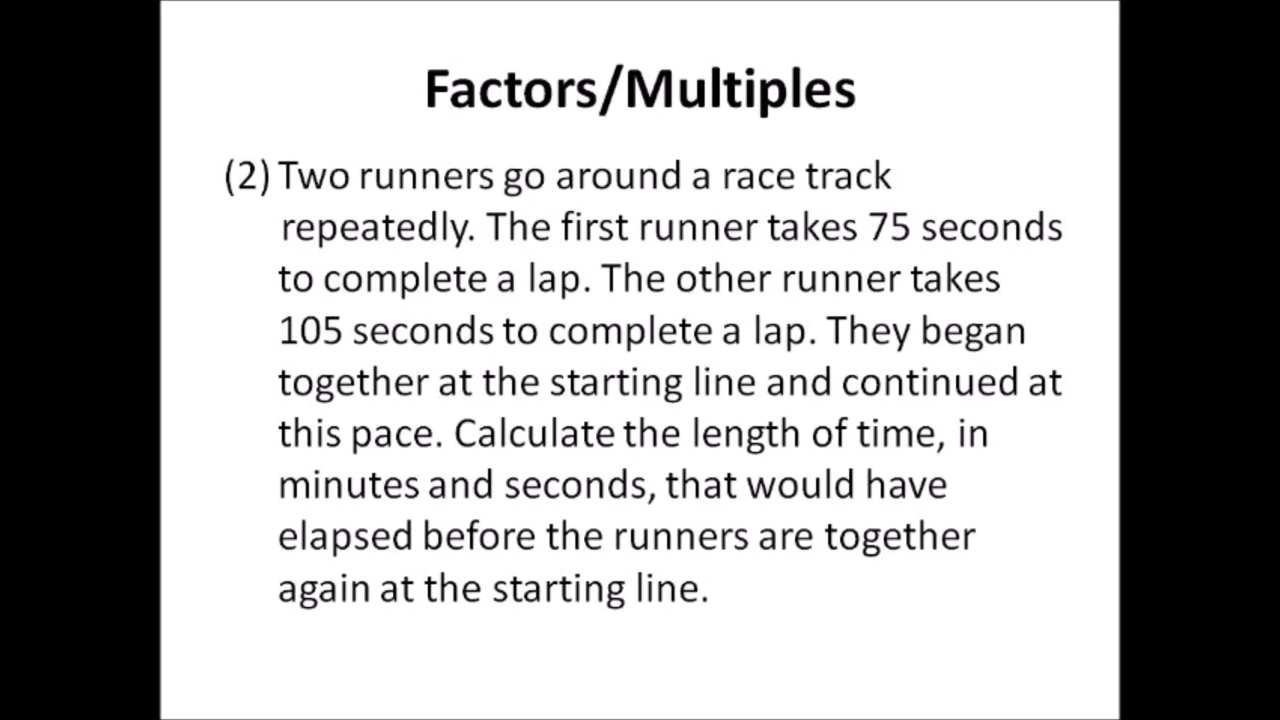 Factors/Multiples
(2) Two runners go around a race track
repeatedly. The first runner takes 75 seconds
to complete a lap. The other runner takes
105 seconds to complete a lap. They began
together at the starting line and continued at
this pace. Calculate the length of time, in
minutes and seconds, that would have
elapsed before the runners are together
again at the starting line.